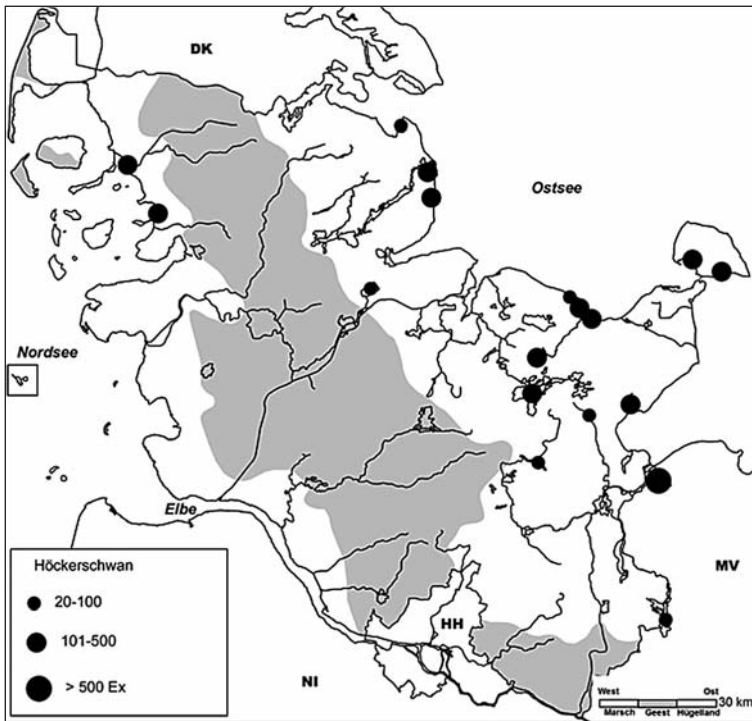 DK
Ostsee
Nordsee
Elbe
Höckerschwan
20-100
101-500
> 500 Ex
HH
NI
MV
West Ost
30 km
Marsch Geest Hügelland